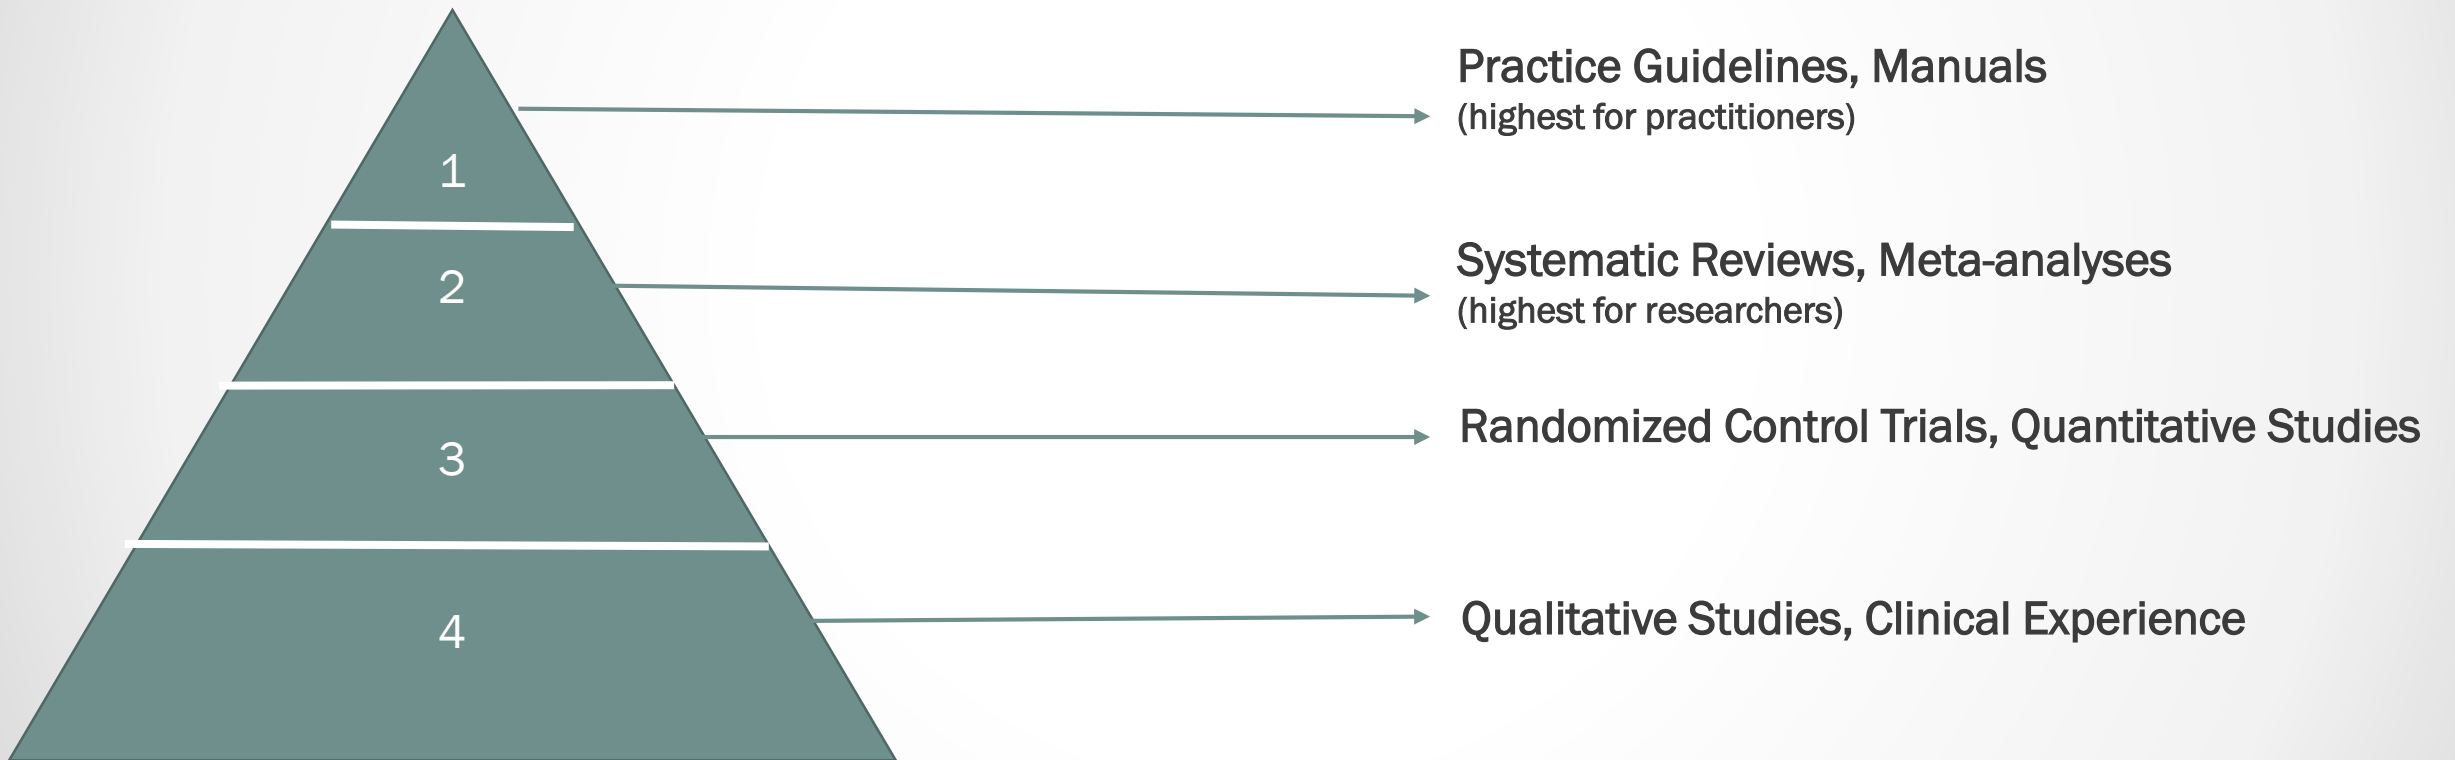 Practice Guidelines, Manuals
(highest for practitioners)
1
Systematic Reviews, Meta-analyses
(highest for researchers)
2
Randomized Control Trials, Quantitative Studies
3
Qualitative Studies, Clinical Experience
4